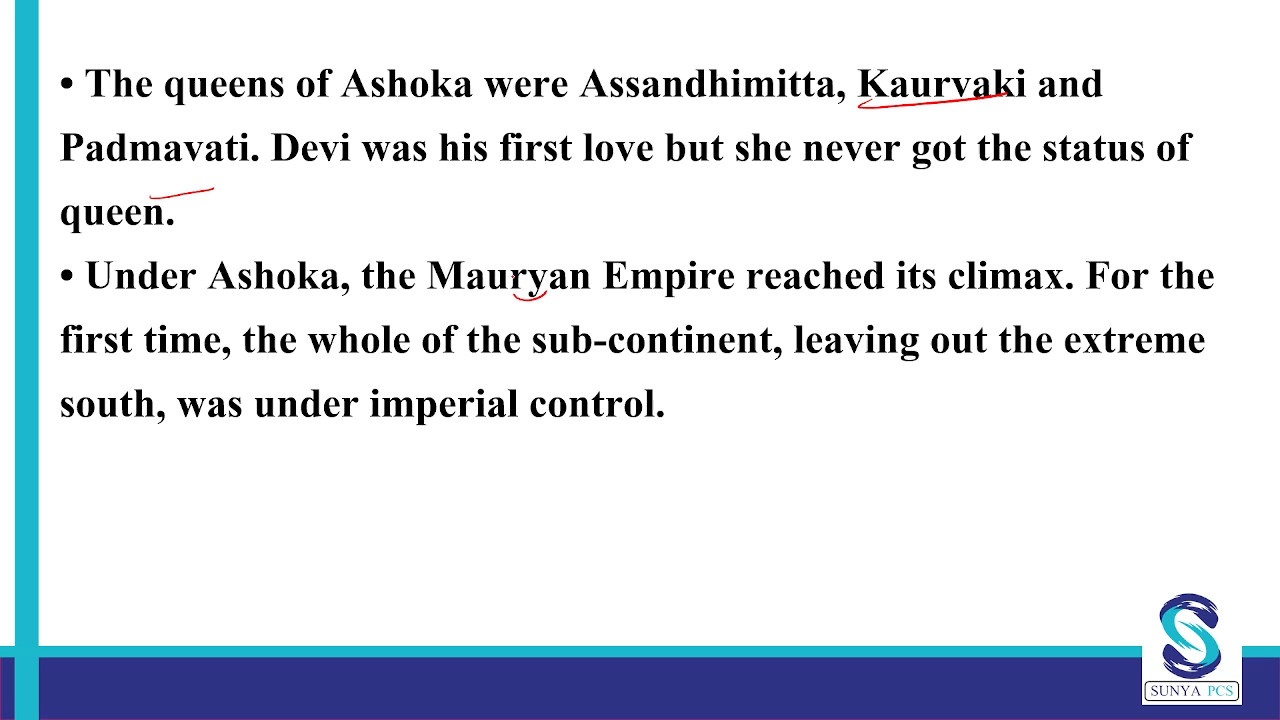 • The queens of Ashoka were Assandhimitta, Kaurvaki and
Padmavati. Devi was his first love but she never got the status of
queen.
• Under Ashoka, the Mauryan Empire reached its climax. For the
first time, the whole of the sub-continent, leaving out the extreme
south, was under imperial control.
SUNYA PCS